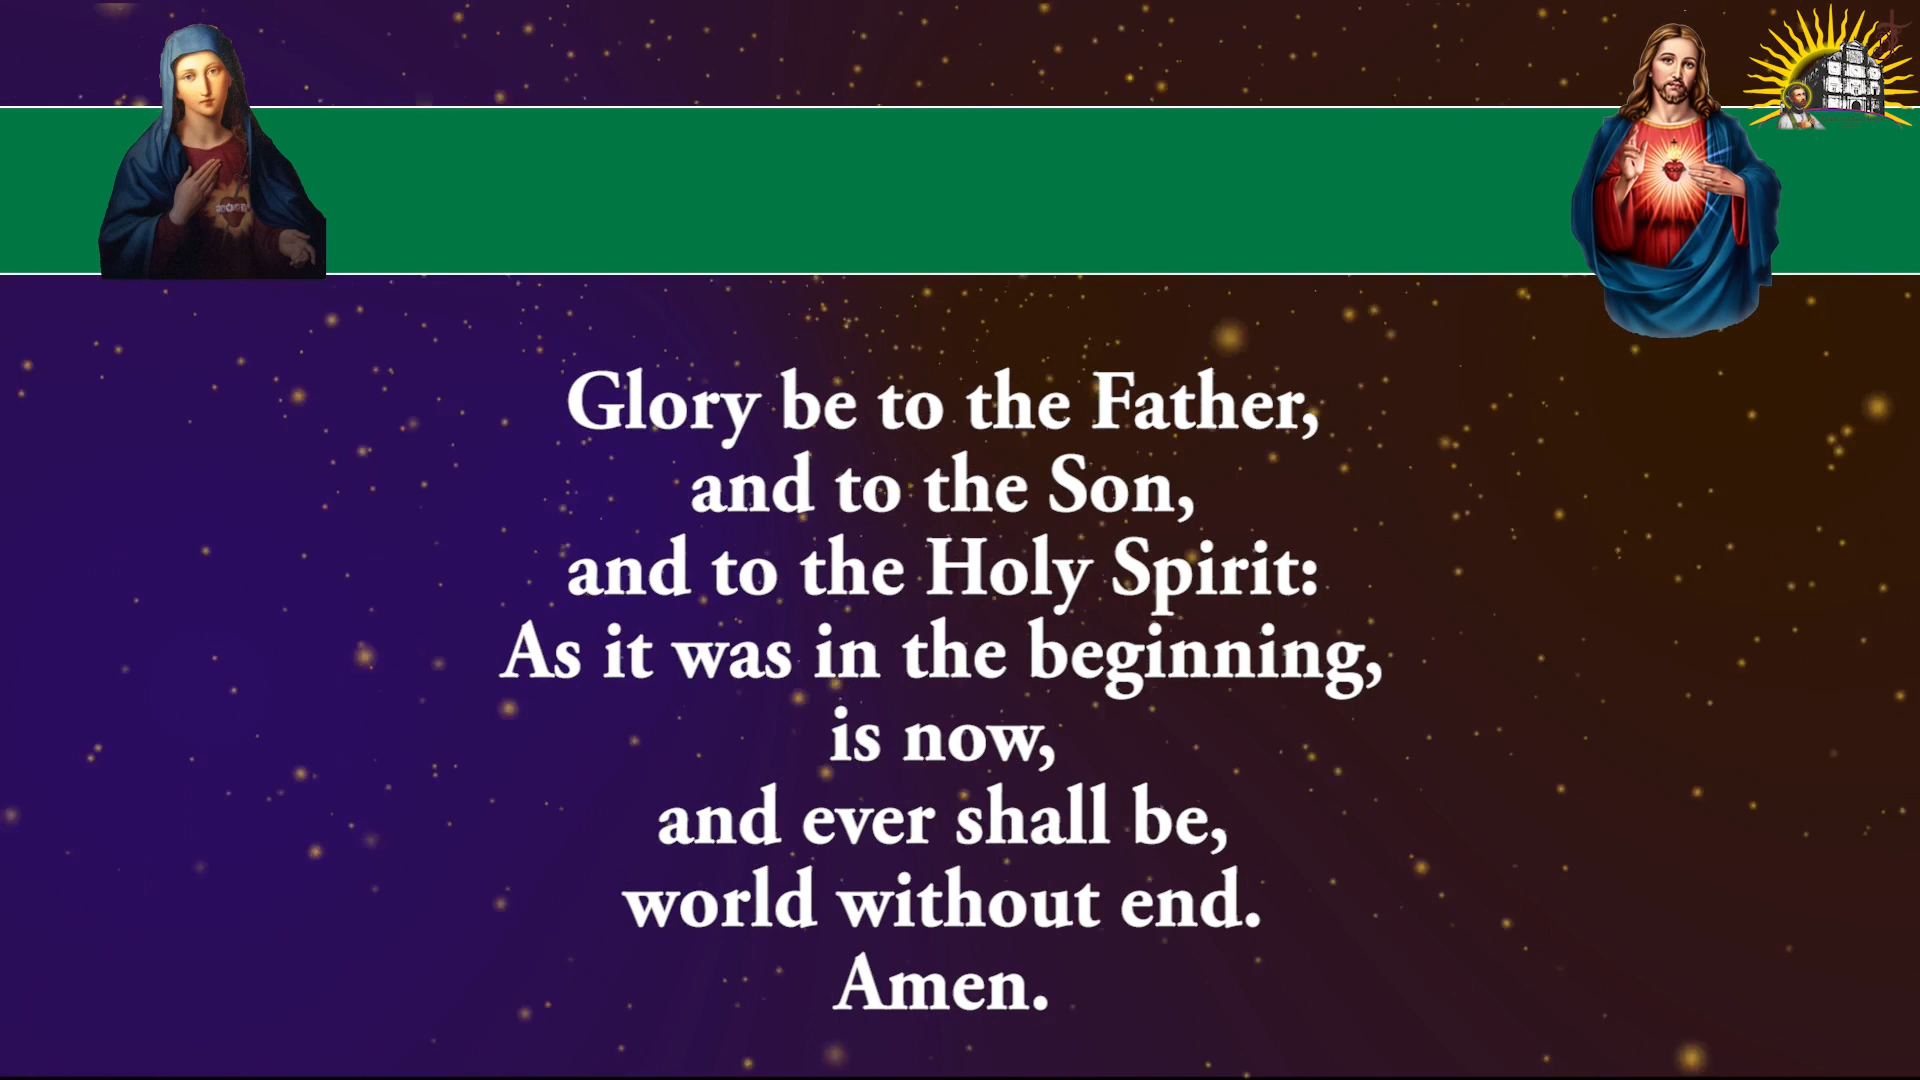 Glory be to the Father,
and to the Son,
and to the Holy Spirit:
As it was in the beginning,
is now,
and ever shall be,
world without end.
Amen.